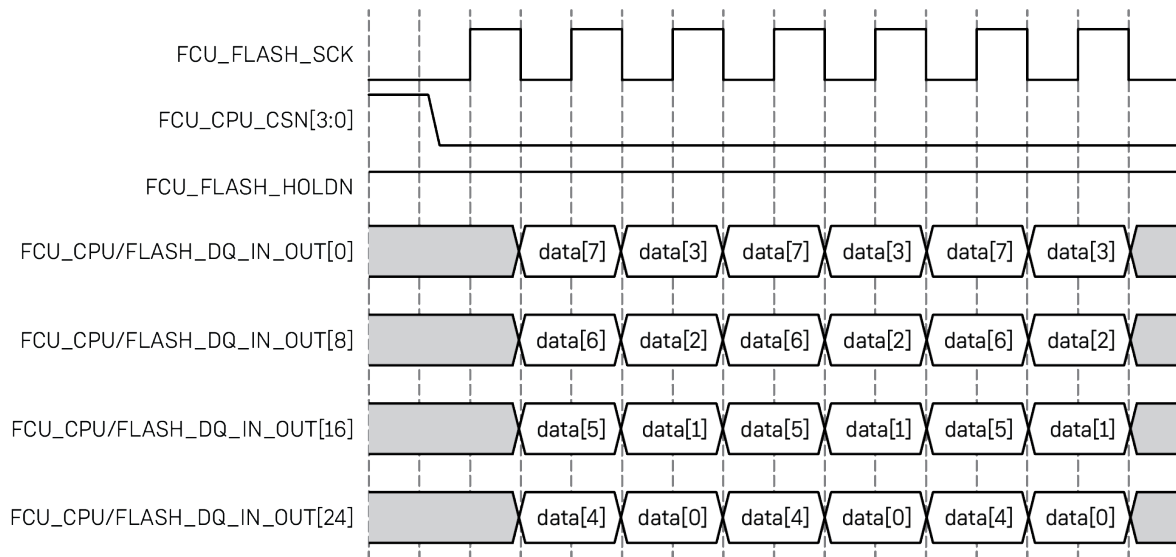 FCU_FLASH_SCK
FCU_CPU_CSN[3:0]
FCU_FLASH_HOLDN
FCU_CPU/FLASH_DQ_IN_OUT[0] data[7] data[3] data[7] data[3] data[7] data[3]
FCU_CPU/FLASH_DQ_IN_OUT[8] data[6] data[2] data[6] data[2] data[6] data[2]
FCU_CPU/FLASH_DQ_IN_OUT[16] data[5] data[1] data[5] data[1] data[5] data[1]
FCU_CPU/FLASH_DQ_IN_OUT[24] data[4] data[0] data[4] data[0] data[4] data[0]